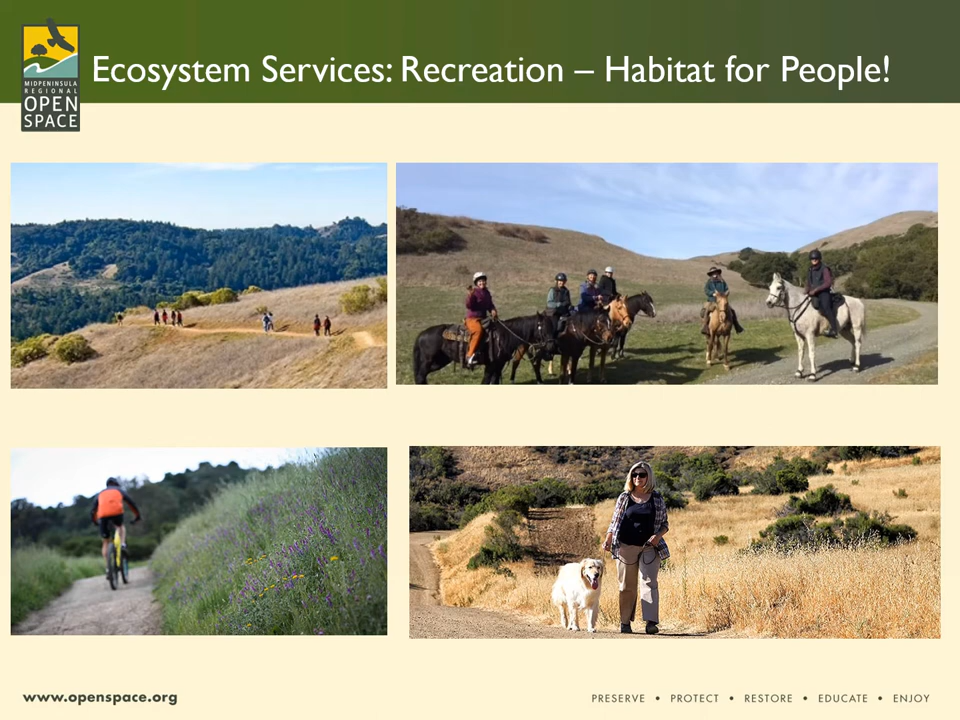 Ecosystem Services: Recreation – Habitat for People!
MIDPENINSULA
REGIONAL
OPEN
SPACE
www.openspace.org
PRESERVE • PROTECT • RESTORE • EDUCATE • ENJOY